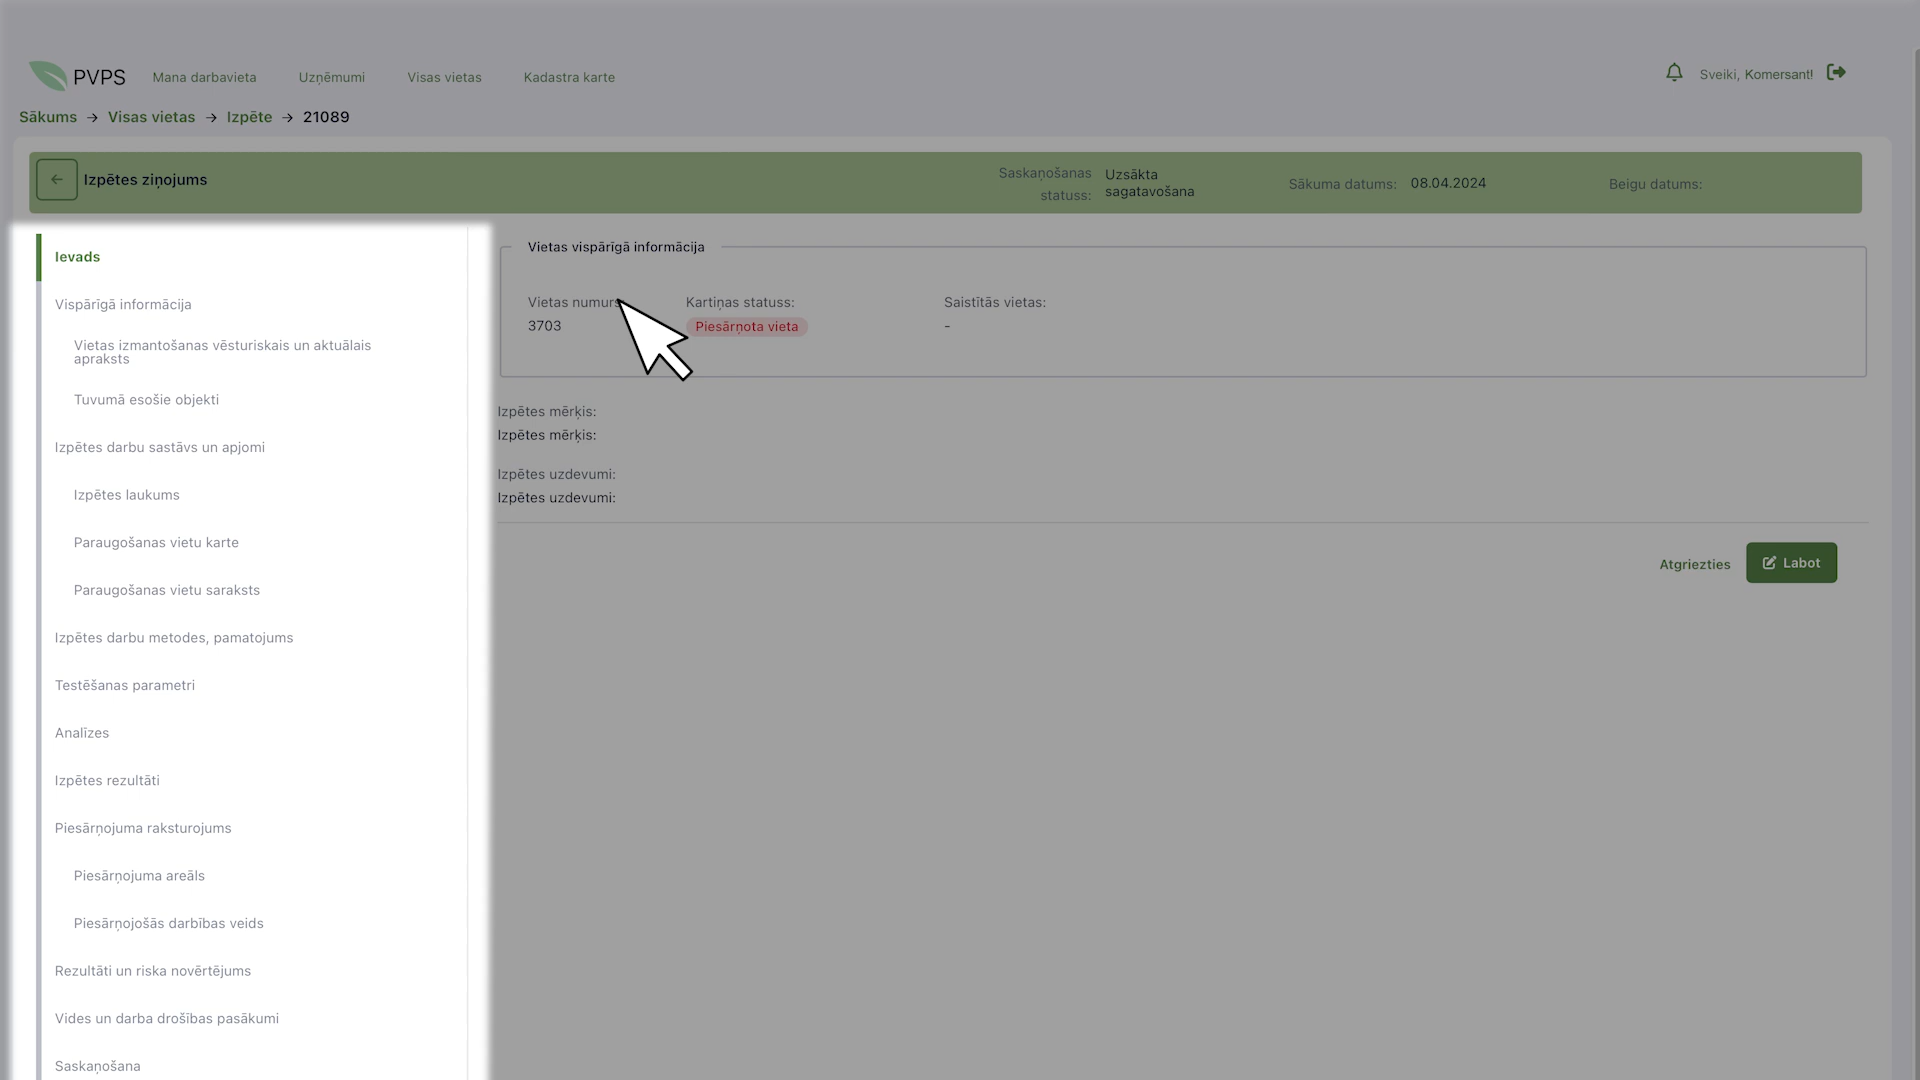 PVPS
Mana darbavieta
Uzņēmumi
Visas vietas
Kadastra karte
Sveiki, Komersant!
Sākums → Visas vietas → Izpēte → 21089
← Izpētes ziņojums
Saskaņošanas
statuss:
Uzsākta
sagatavošana
Sākuma datums: 08.04.2024
Beigu datums:
Ievads
Vispārīgā informācija
Vietas izmantošanas vēsturiskais un aktuālais
apraksts
Tuvumā esošie objekti
Izpētes darbu sastāvs un apjomi
Izpētes laukums
Paraugošanas vietu karte
Paraugošanas vietu saraksts
Izpētes darbu metodes, pamatojums
Testēšanas parametri
Analīzes
Izpētes rezultāti
Piesārņojuma raksturojums
Piesārņojuma areāls
Piesārņojošās darbības veids
Rezultāti un riska novērtējums
Vides un darba drošības pasākumi
Saskaņošana
Vietas vispārīgā informācija
Vietas numurs
3703
Kartiņas statuss:
Piesārņota vieta
Saistītās vietas:
-
Izpētes mērķis:
Izpētes mērķis:
Izpētes uzdevumi:
Izpētes uzdevumi:
Atgriezties
Labot